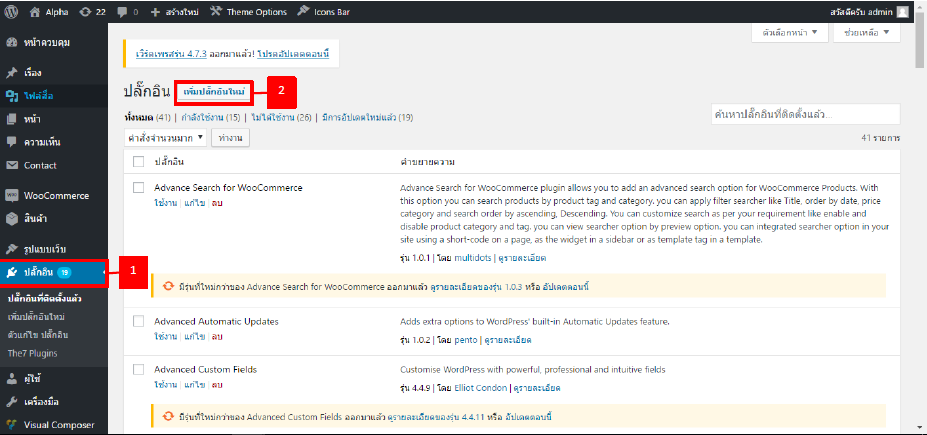 Alpha 22 0 สร้างใหม่ Theme Options Icons Bar สวัสดีครับ admin
หน้าควบคุม
เรื่อง
ไฟล์สื่อ
หน้า
ความเห็น
Contact
WooCommerce
สินค้า
รูปแบบเว็บ
ปลั๊กอิน 19
ปลั๊กอินที่ติดตั้งแล้ว
เพิ่มปลั๊กอินใหม่
ตัวแก้ไข ปลั๊กอิน
The7 Plugins
ผู้ใช้
เครื่องมือ
Visual Composer
1
ตัวเลือกหน้า ช่วยเหลือ
เวิร์ดเพรสรุ่น 4.7.3 ออกมาแล้ว! โปรดอัปเดตตอนนี้
ปลั๊กอิน เพิ่มปลั๊กอินใหม่ 2
ทั้งหมด (41) | กำลังใช้งาน (15) | ไม่ได้ใช้งาน (26) | มีการอัปเดตใหม่แล้ว (19)
ค้นหาปลั๊กอินที่ติดตั้งแล้ว...
คำสั่งจำนวนมาก ทำงาน 41 รายการ
ปลั๊กอิน คำขยายความ
Advance Search for WooCommerce
ใช้งาน | แก้ไข | ลบ
Advance Search for WooCommerce plugin allows you to add an advanced search option for WooCommerce Products. With
this option you can search products by product tag and category. you can apply filter searcher like Title, order by date, price
category and search order by ascending, Descending. You can customize search as per your requirement like enable and
disable product category and tag. you can view searcher option by preview option. you can integrated searcher option in your
site using a short-code on a page, as the widget in a sidebar or as template tag in a template.
รุ่น 1.0.1 | โดย multidots | ดูรายละเอียด
มีรุ่นที่ใหม่กว่าของ Advance Search for WooCommerce ออกมาแล้ว ดูรายละเอียดของรุ่น 1.0.3 หรือ อัปเดตตอนนี้
Advanced Automatic Updates
ใช้งาน | แก้ไข | ลบ
Adds extra options to WordPress' built-in Automatic Updates feature.
รุ่น 1.0.2 | โดย pento | ดูรายละเอียด
Advanced Custom Fields
ใช้งาน | แก้ไข | ลบ
Customise WordPress with powerful, professional and intuitive fields
รุ่น 4.4.9 | โดย Elliot Condon | ดูรายละเอียด
มีรุ่นที่ใหม่กว่าของ Advanced Custom Fields ออกมาแล้ว ดูรายละเอียดของรุ่น 4.4.11 หรือ อัปเดตตอนนี้